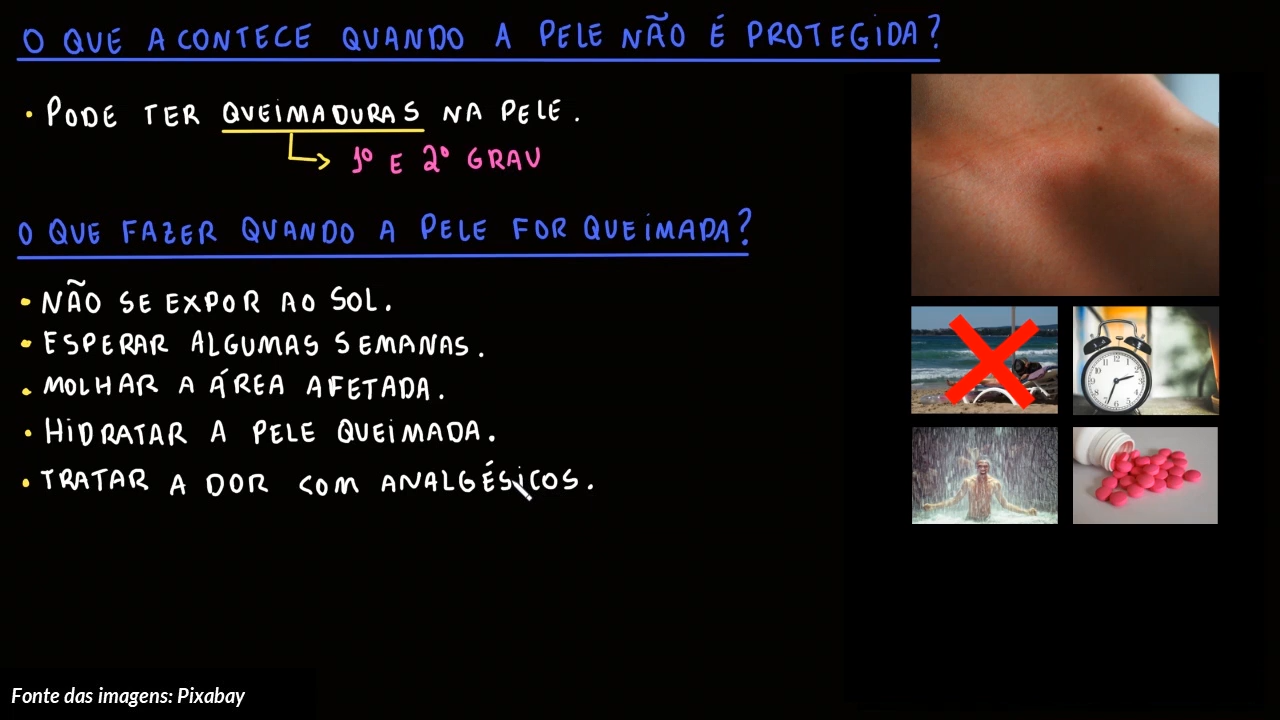 O QUE ACONTECE QUANDO A PELE NÃO É PROTEGIDA?
• PODE TER QUEIMADURAS NA PELE.
1º E 2º GRAU
O QUE FAZER QUANDO A PELE FOR QUEIMADA?
• NÃO SE EXPOR AO SOL.
• ESPERAR ALGUMAS SEMANAS.
• MOLHAR A ÁREA AFETADA.
• HIDRATAR A PELE QUEIMADA.
• TRATAR A DOR COM ANALGÉSICOS.
Fonte das imagens: Pixabay